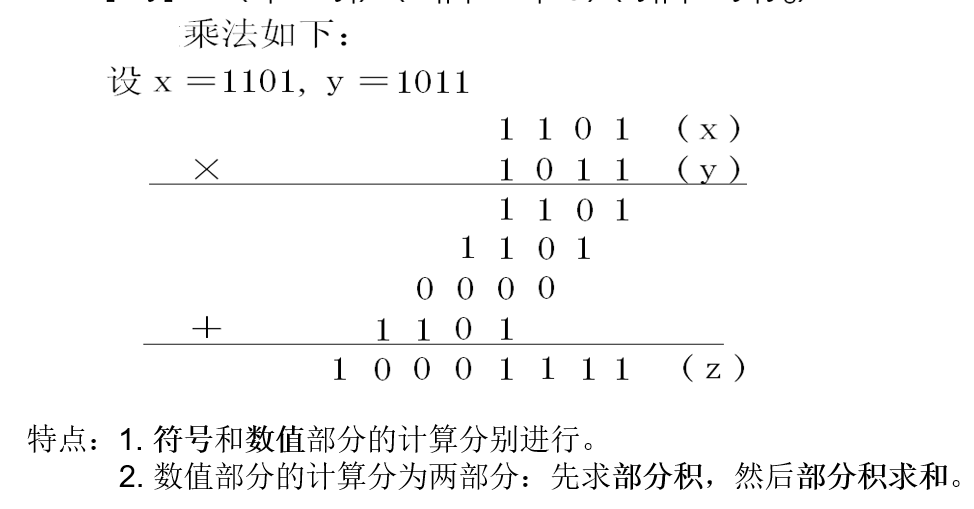 乘法如下：
设 x ＝1101, y ＝1011
1 1 0 1 （x）
× 1 0 1 1 （y）
1 1 0 1
1 1 0 1
0 0 0 0
＋ 1 1 0 1
1 0 0 0 1 1 1 1 （z）
特点：1. 符号和数值部分的计算分别进行。
2. 数值部分的计算分为两部分：先求部分积，然后部分积求和。